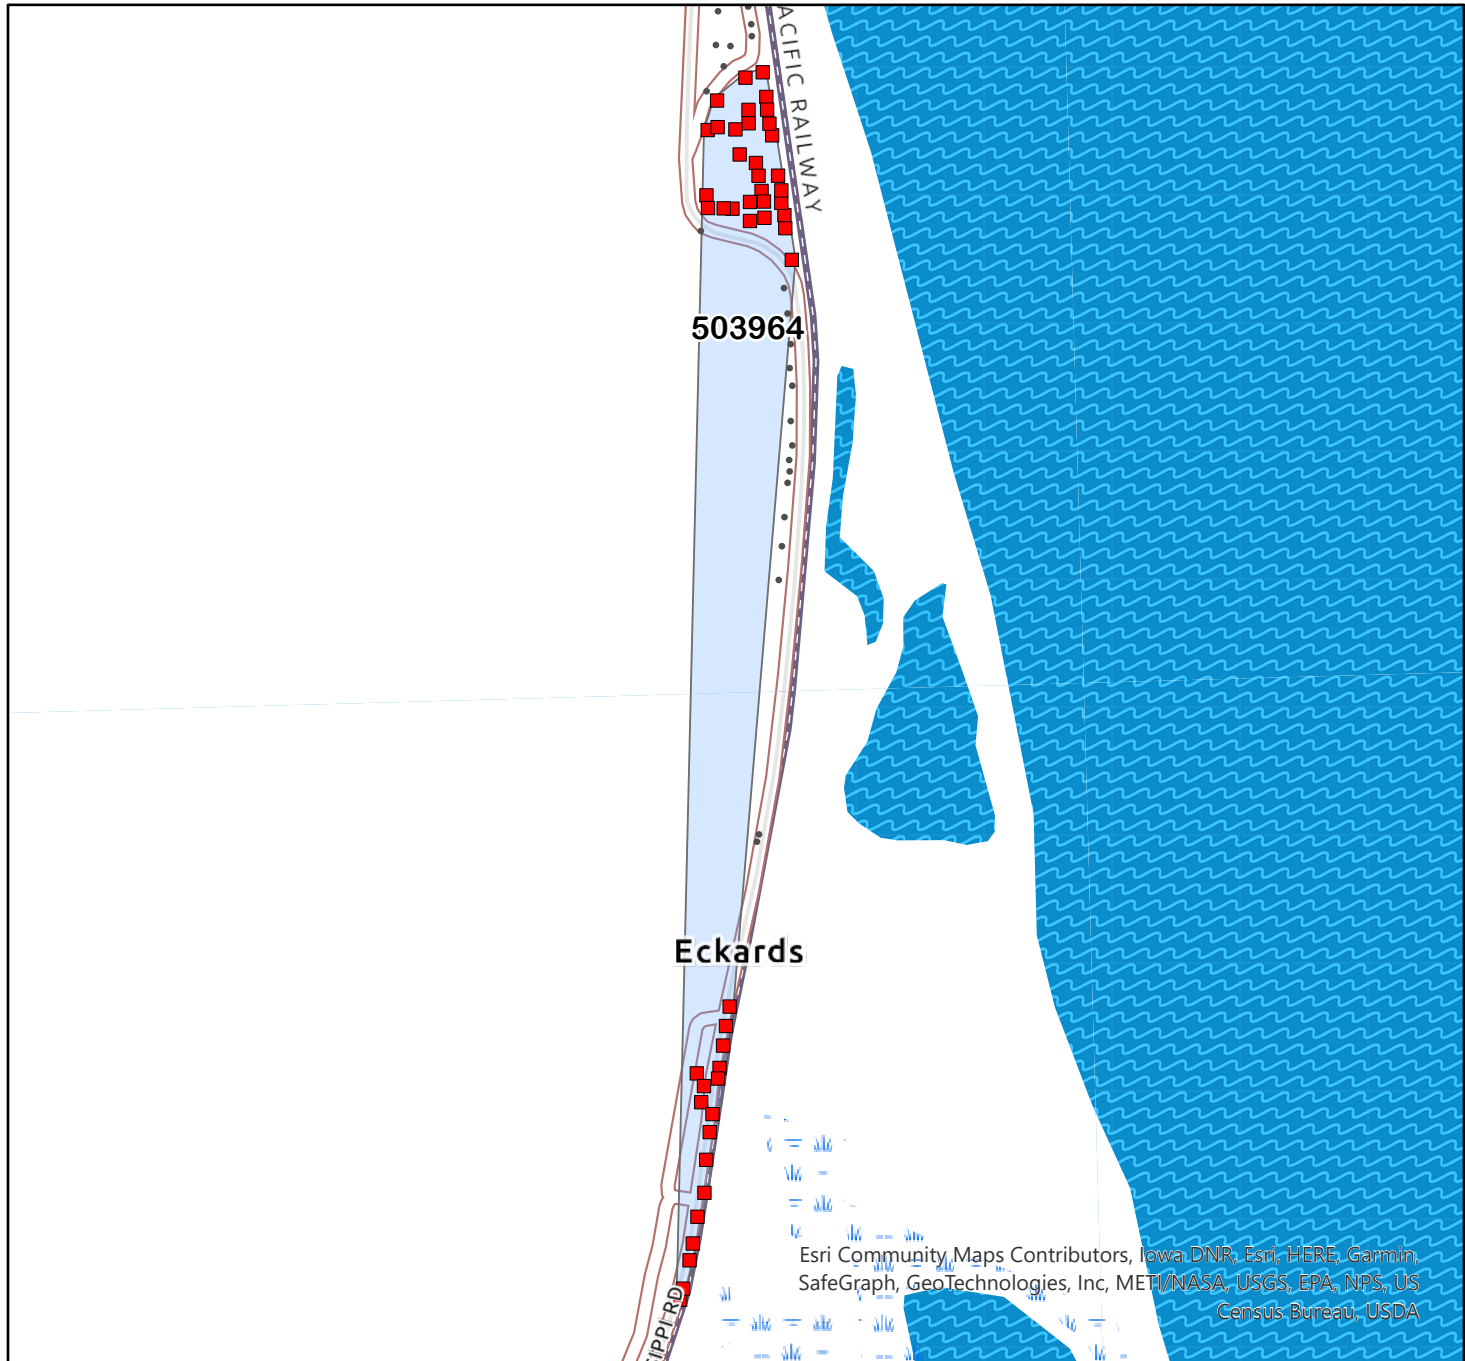 ACIFIC RAILWAY
503964
Eckards
Esri Community Maps Contributors, Iowa DNR, Esri, HERE, Garmin,
SafeGraph, GeoTechnologies, Inc, METI/NASA, USGS, EPA, NPS, US
Census Bureau, USDA
SIPPI RD